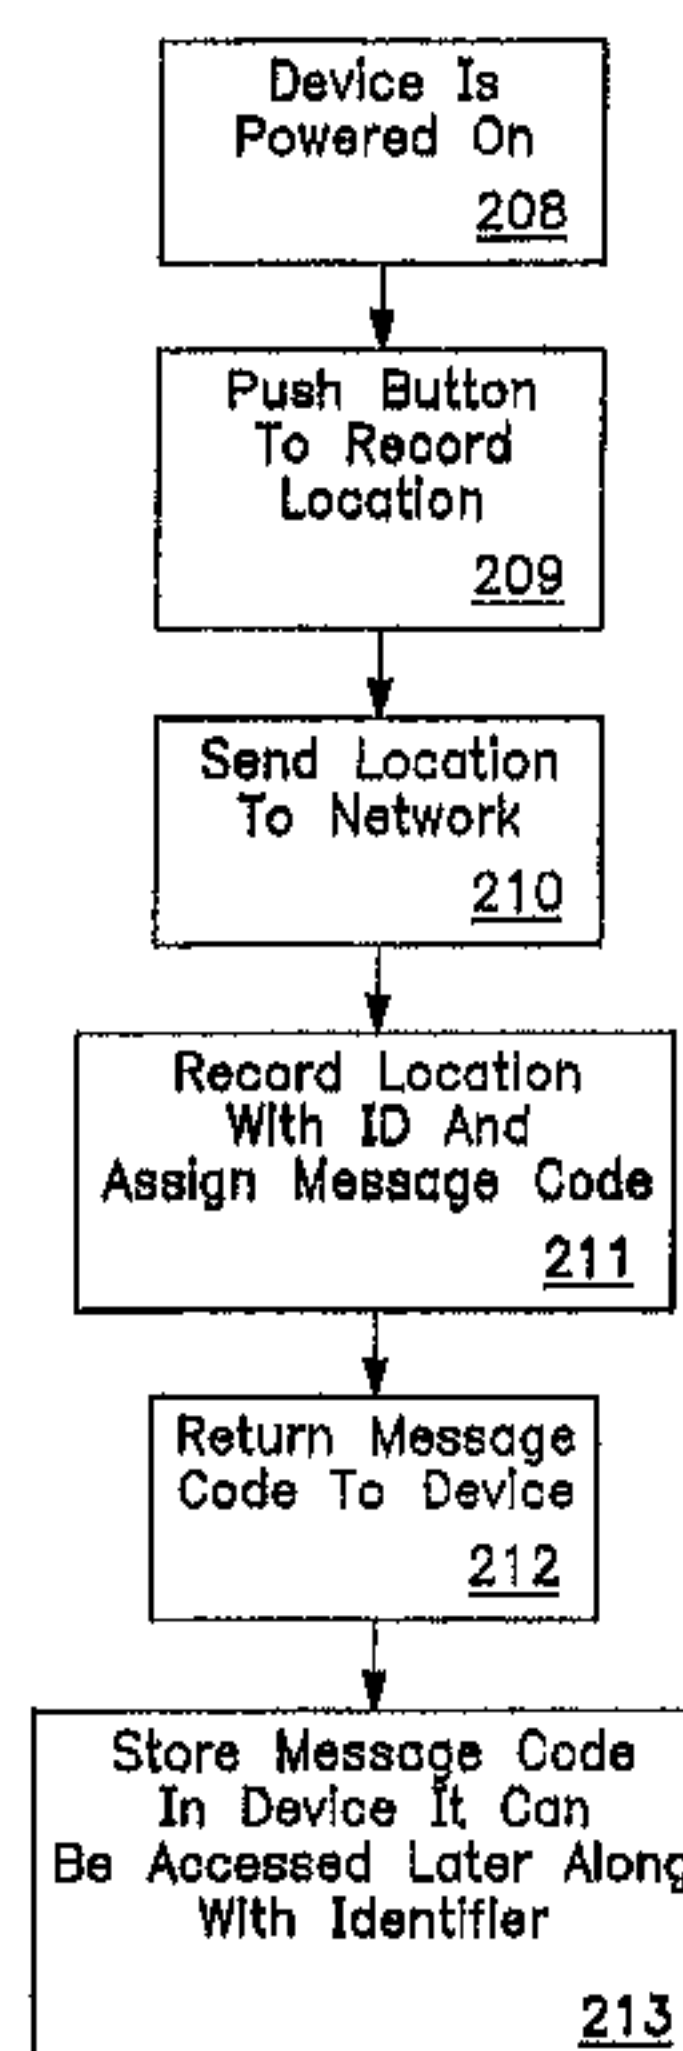 Device Is
Powered On
208
Push Button
To Record
Location
209
Send Location
To Network
210
Record Location
With ID And
Assign Message Code
211
Return Message
Code To Device
212
Store Message Code
In Device It Can
Be Accessed Later Along
With Identifier
213